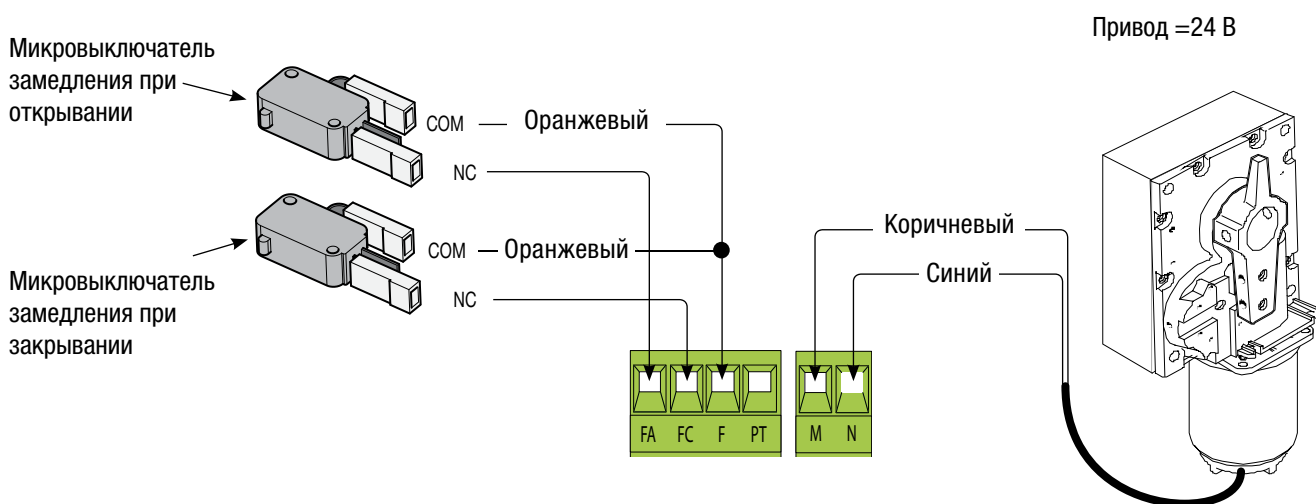 Привод =24 В
Микровыключатель
замедления при
открывании
COM
Оранжевый
NC
COM
Оранжевый
NC
Микровыключатель
замедления при
закрывании
Коричневый
Синий
FA FC F PT M N